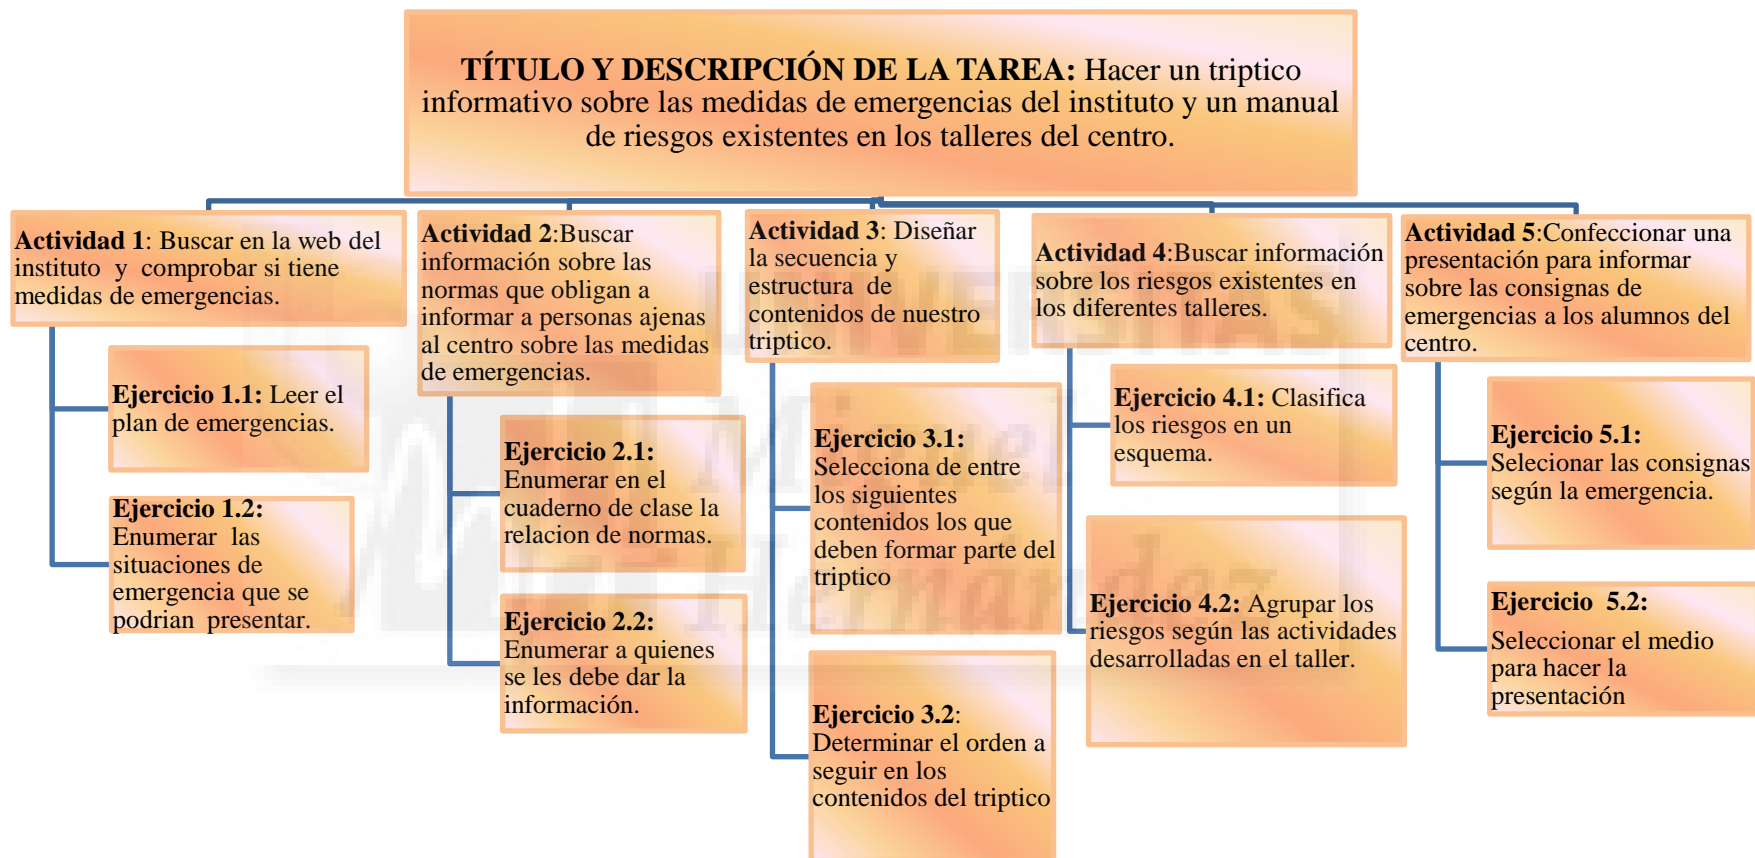 TÍTULO Y DESCRIPCIÓN DE LA TAREA: Hacer un triptico
informativo sobre las medidas de emergencias del instituto y un manual
de riesgos existentes en los talleres del centro.
Actividad 1: Buscar en la web del
instituto y comprobar si tiene
medidas de emergencias.
Ejercicio 1.1: Leer el
plan de emergencias.
Ejercicio 1.2:
Enumerar las
situaciones de
emergencia que se
podrian presentar.
Actividad 2:Buscar
información sobre las
normas que obligan a
informar a personas ajenas
al centro sobre las medidas
de emergencias.
Ejercicio 2.1:
Enumerar en el
cuaderno de clase la
relacion de normas.
Ejercicio 2.2:
Enumerar a quienes
se les debe dar la
información.
Actividad 3: Diseñar
la secuencia y
estructura de
contenidos de nuestro
triptico.
Ejercicio 3.1:
Selecciona de entre
los siguientes
contenidos los que
deben formar parte del
triptico
Ejercicio 3.2:
Determinar el orden a
seguir en los
contenidos del triptico
Actividad 4:Buscar información
sobre los riesgos existentes en
los diferentes talleres.
Ejercicio 4.1: Clasifica
los riesgos en un
esquema.
Ejercicio 4.2: Agrupar los
riesgos según las actividades
desarrolladas en el taller.
Actividad 5:Confeccionar una
presentación para informar
sobre las consignas de
emergencias a los alumnos del
centro.
Ejercicio 5.1:
Selecionar las consignas
según la emergencia.
Ejercicio 5.2:
Seleccionar el medio
para hacer la
presentación
UNIVERSITAS
Miguel
Hernández